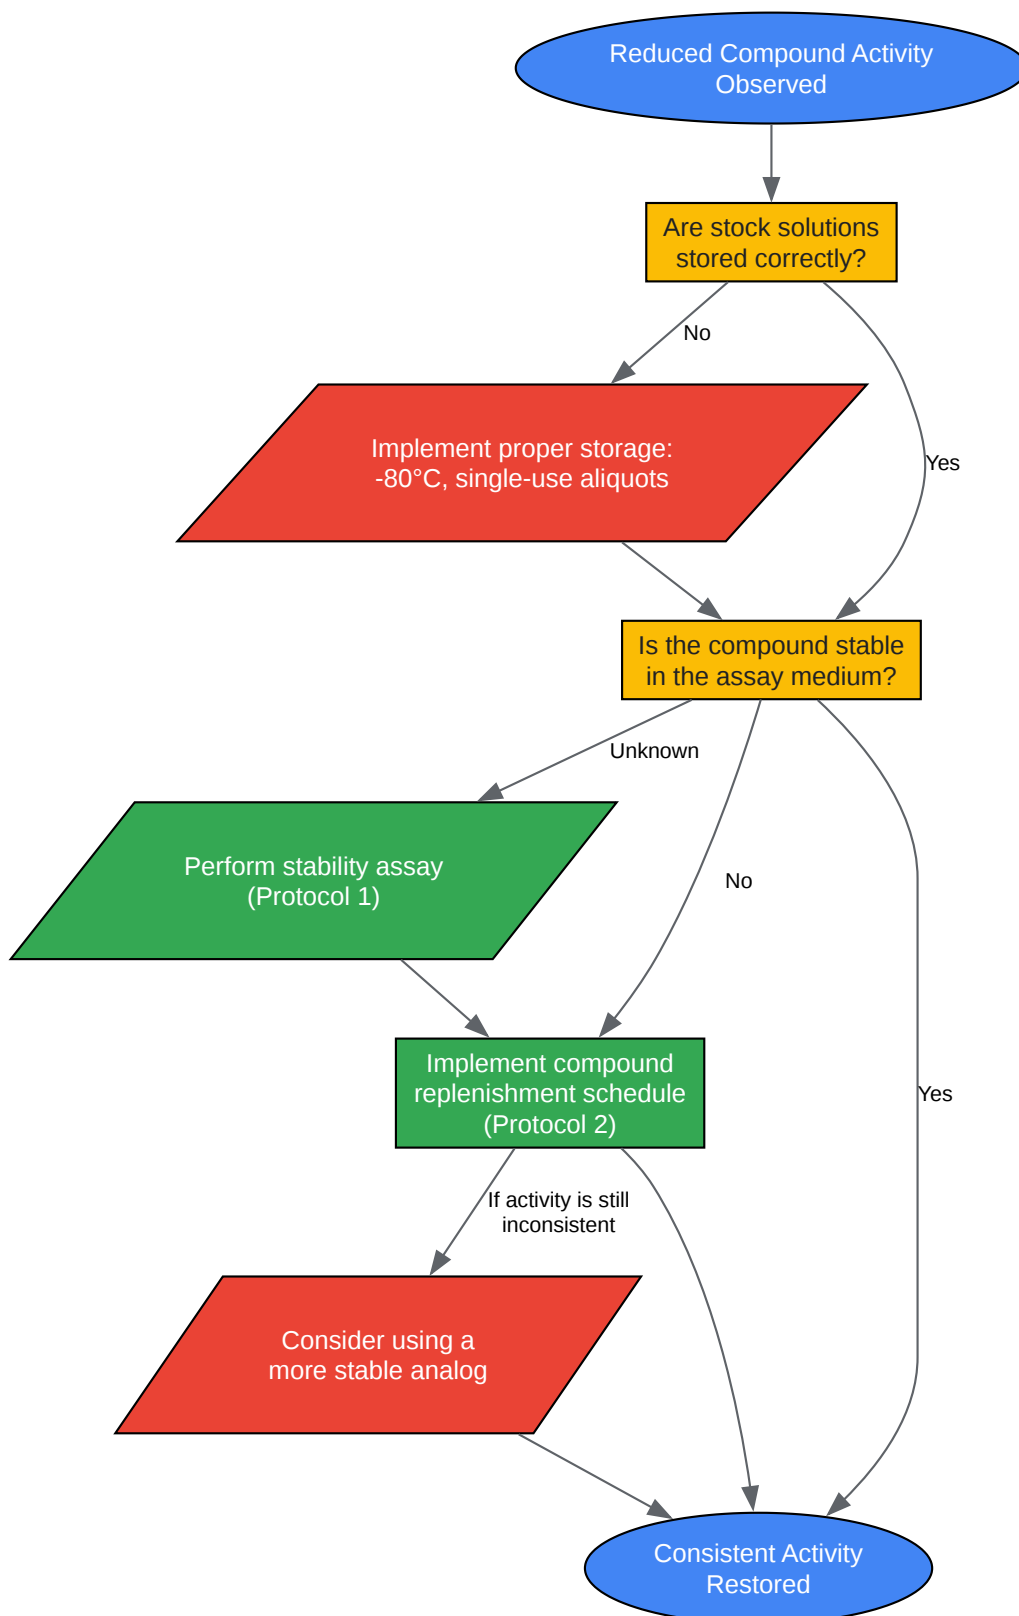 Reduced Compound Activity
Observed
Are stock solutions
stored correctly?
No
Implement proper storage:
-80°C, single-use aliquots
Yes
Is the compound stable
in the assay medium?
Unknown
Perform stability assay
(Protocol 1)
No
Implement compound
replenishment schedule
(Protocol 2)
Yes
If activity is still
inconsistent
Consider using a
more stable analog
Consistent Activity
Restored